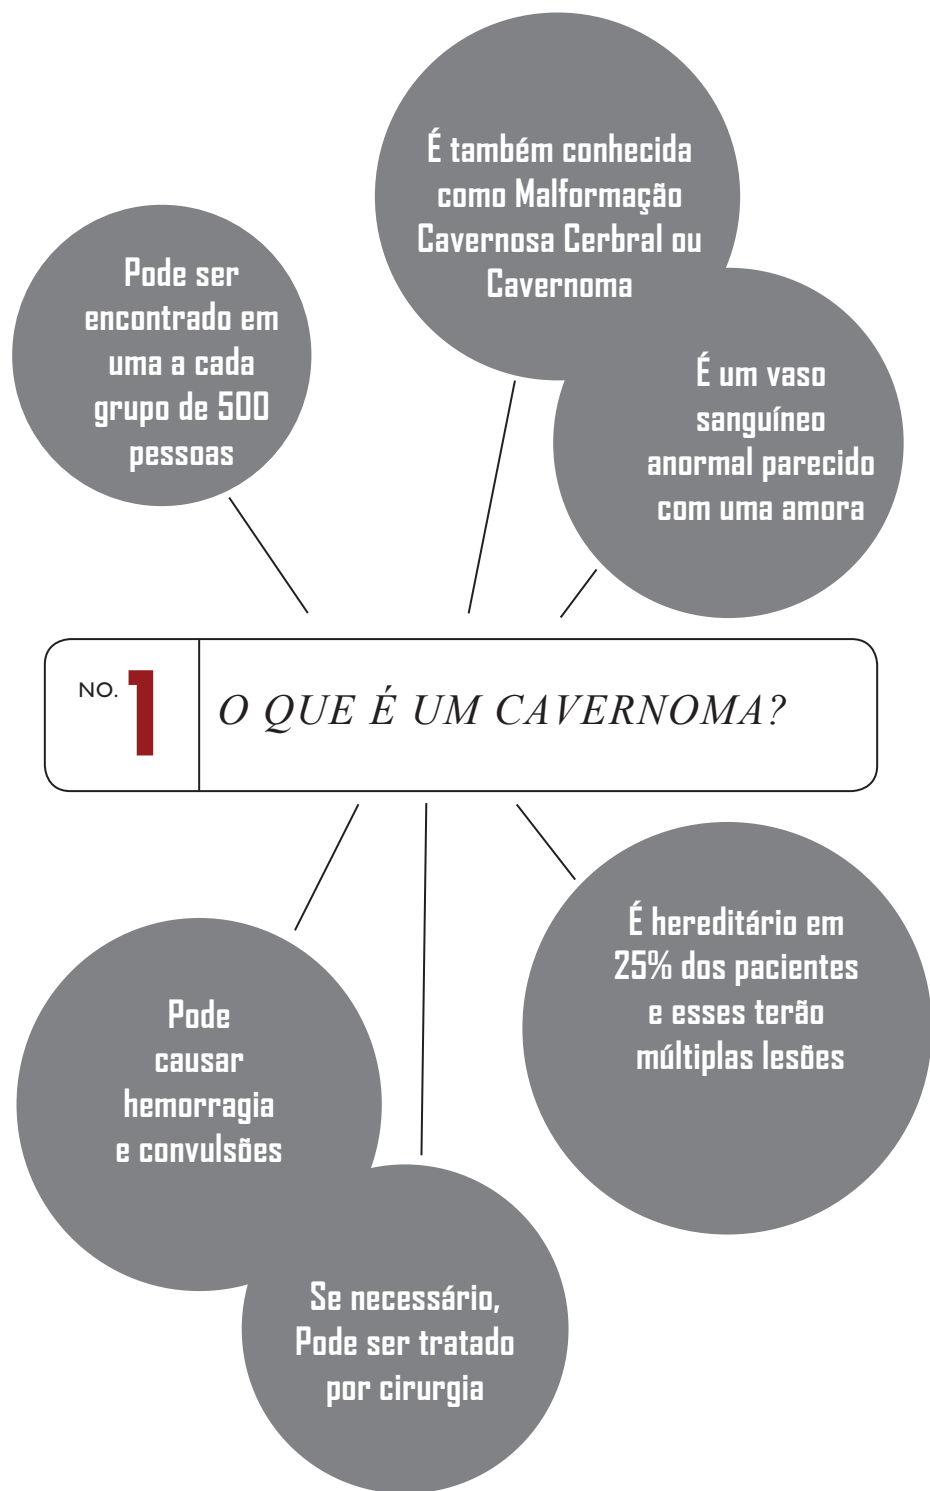 É também conhecida
como Malformação
Cavernosa Cerbral ou
Cavernoma
Pode ser
encontrado em
uma a cada
grupo de 500
pessoas
É um vaso
sanguíneo
anormal parecido
com uma amora
NO. 1
O QUE É UM CAVERNOMA?
É hereditário em
25% dos pacientes
e esses terão
múltiplas lesões
Pode
causar
hemorragia
e convulsões
Se necessário,
Pode ser tratado
por cirurgia